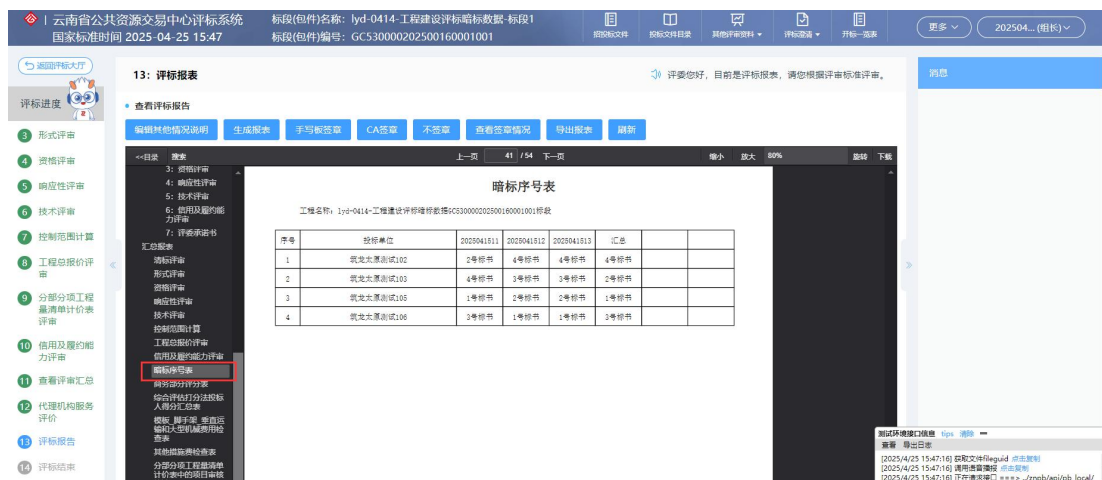 云南省公共资源交易中心评标系统
国家标准时间 2025-04-25 15:47
标段(包件)名称: lyd-0414-工程建设评标暗标数据-标段1
标段(包件)编号: GC530000202500160001001
招投标文件
投标文件目录
其他评审资料
评标澄清
开标一览表
更多
202504... (组长)
返回评标大厅
评标进度
3 形式评审
4 资格评审
5 响应性评审
6 技术评审
7 控制范围计算
8 工程总报价评
审
9 分部分项工程
量清单计价表
评审
10 信用及履约能
力评审
11 查看评审汇总
12 代理机构服务
评价
13 评标报告
14 评标结束
13: 评标报表
评委您好,目前是评标报表,请您根据评审标准评审。
查看评标报告
编辑其他情况说明 生成报表 手写板签章 CA签章 不签章 查看签章情况 导出报表 刷新
<<目录 搜索 上一页 41 /54 下一页 缩小 放大 80% 旋转 下载
3: 资格评审
4: 响应性评审
5: 技术评审
6: 信用及履约能
力评审
7: 评委承诺书
汇总报表
清标评审
形式评审
资格评审
响应性评审
技术评审
控制范围计算
工程总报价评审
信用及履约能力评审
暗标序号表
商务部分评分表
综合评估打分法投标
人得分汇总表
模板_脚手架_垂直运
输和大型机械费用检
查表
其他措施费检查表
分部分项工程量清单
计价表中的项目审核
暗标序号表
工程名称: lyd-0414-工程建设评标暗标数据GC530000202500160001001标段
序号 投标单位 2025041511 2025041512 2025041513 汇总
1 筑龙太原测试102 2号标书 4号标书 4号标书 4号标书
2 筑龙太原测试103 4号标书 3号标书 3号标书 2号标书
3 筑龙太原测试105 1号标书 2号标书 2号标书 1号标书
4 筑龙太原测试106 3号标书 1号标书 1号标书 3号标书
消息
测试环境接口信息 tips 清除
查看 导出日志
[2025/4/25 15:47:16] 获取文件fileguid 点击复制
[2025/4/25 15:47:16] 调用语音播报 点击复制
[2025/4/25 15:47:16] 正在请求接口 ===> ../znpb/api/pb_local/